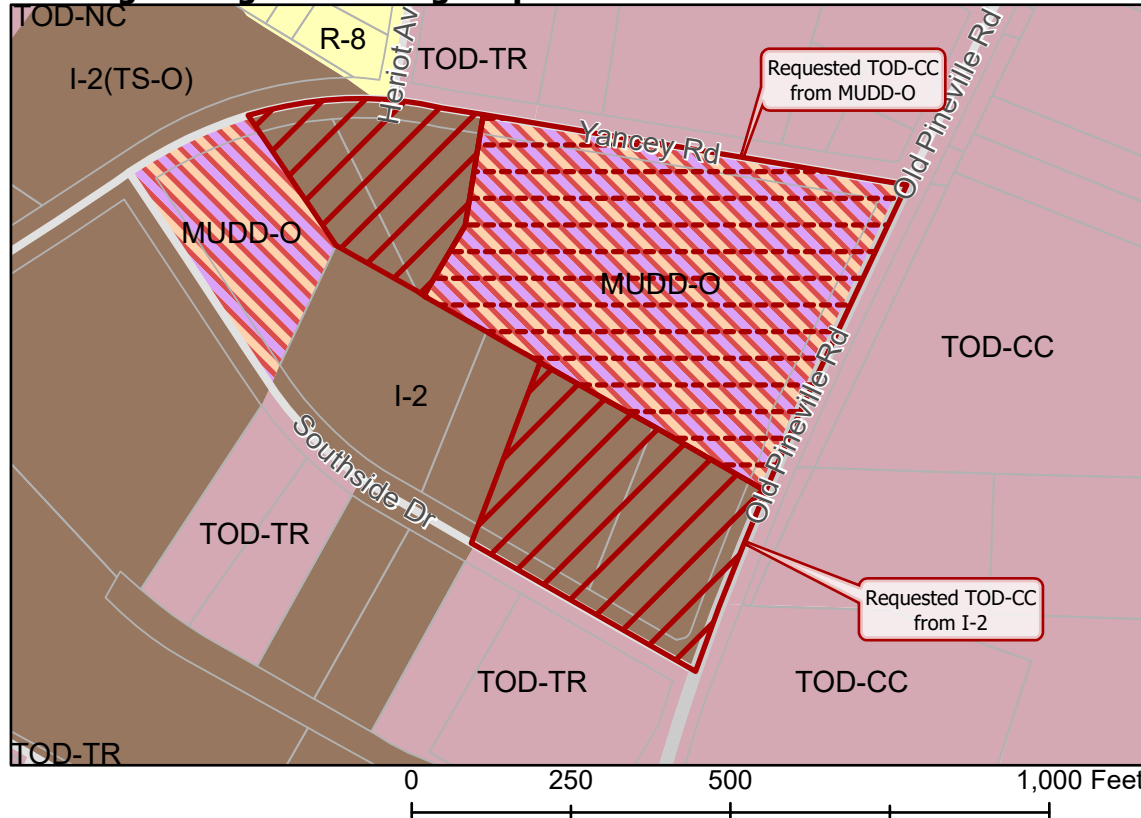 TOD-NC
R-8
Heriot Av
TOD-TR
I-2(TS-O)
Requested TOD-CC
from MUDD-O
Old Pineville Rd
Yancey Rd
MUDD-O
MUDD-O
TOD-CC
Old Pineville Rd
I-2
Southside Dr
TOD-TR
Requested TOD-CC
from I-2
TOD-TR
TOD-CC
TOD-TR
0 250 500 1,000 Feet